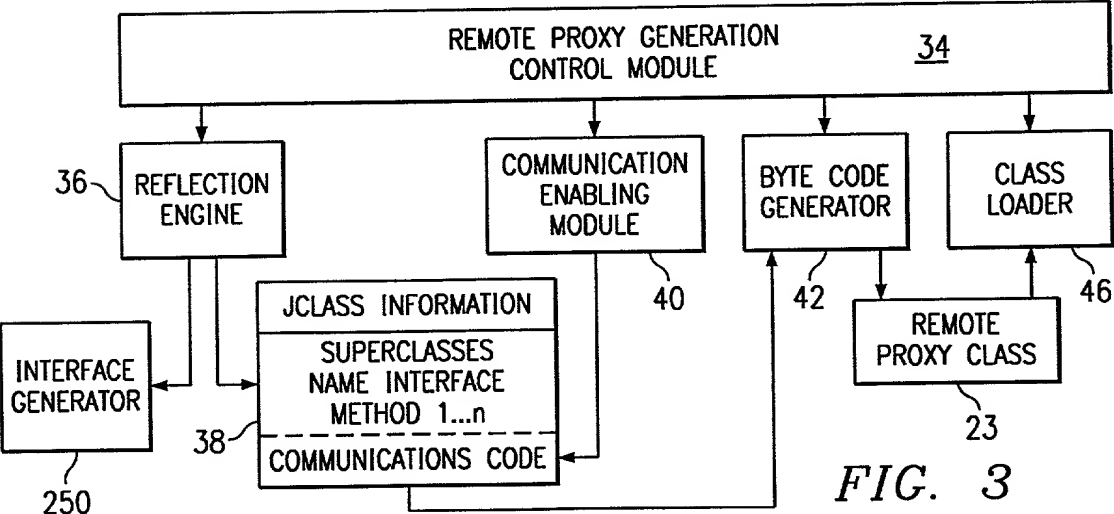 REMOTE PROXY GENERATION
CONTROL MODULE
34
36
REFLECTION
ENGINE
COMMUNICATION
ENABLING
MODULE
40
BYTE CODE
GENERATOR
42
CLASS
LOADER
46
JCLASS INFORMATION
SUPERCLASSES
NAME INTERFACE
METHOD 1...n
COMMUNICATIONS CODE
38
INTERFACE
GENERATOR
250
REMOTE
PROXY CLASS
23
FIG. 3